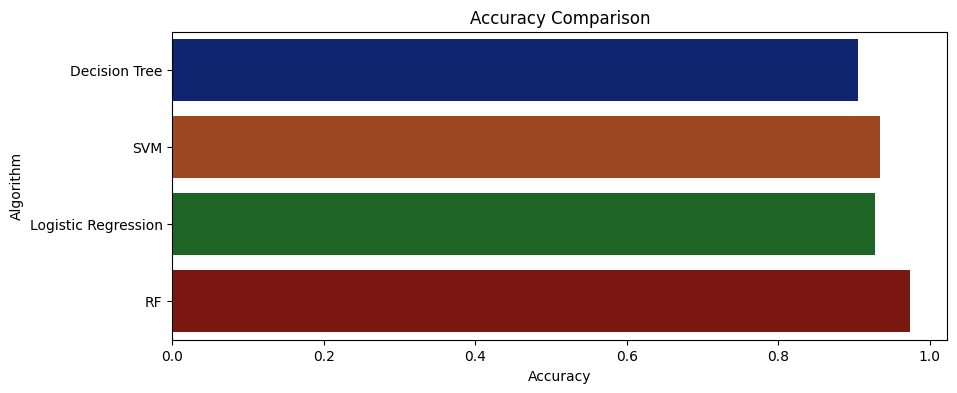 Accuracy Comparison
Decision Tree
SVM
Logistic Regression
RF
Algorithm
0.0 0.2 0.4 0.6 0.8 1.0
Accuracy